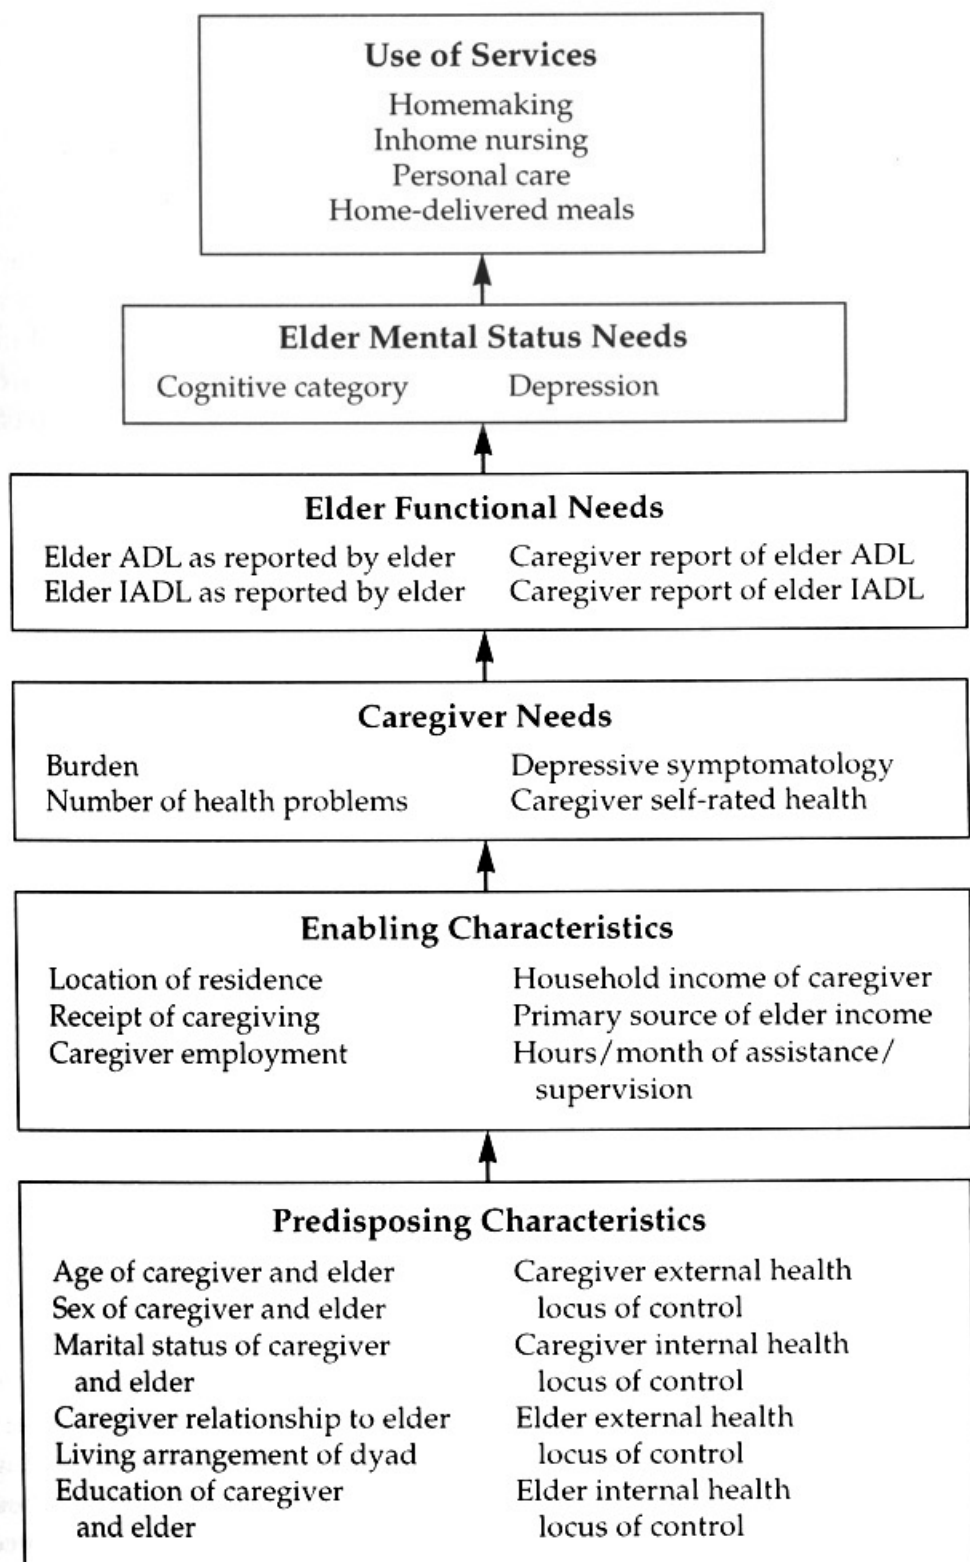 Use of Services
Homemaking
Inhome nursing
Personal care
Home-delivered meals
Elder Mental Status Needs
Cognitive category
Depression
Elder Functional Needs
Elder ADL as reported by elder
Elder IADL as reported by elder
Caregiver report of elder ADL
Caregiver report of elder IADL
Caregiver Needs
Burden
Number of health problems
Depressive symptomatology
Caregiver self-rated health
Enabling Characteristics
Location of residence
Receipt of caregiving
Caregiver employment
Household income of caregiver
Primary source of elder income
Hours/month of assistance/
supervision
Predisposing Characteristics
Age of caregiver and elder
Sex of caregiver and elder
Marital status of caregiver
and elder
Caregiver relationship to elder
Living arrangement of dyad
Education of caregiver
and elder
Caregiver external health
locus of control
Caregiver internal health
locus of control
Elder external health
locus of control
Elder internal health
locus of control